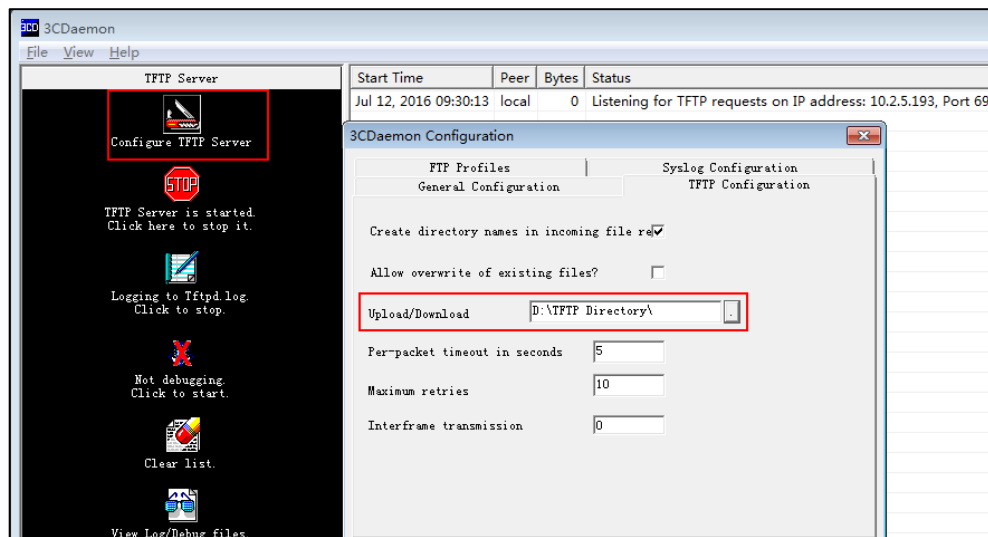 3CD 3CDaemon
File View Help
TFTP Server
Start Time Peer Bytes Status
Jul 12, 2016 09:30:13 local 0 Listening for TFTP requests on IP address: 10.2.5.193, Port 69
Configure TFTP Server
STOP
TFTP Server is started.
Click here to stop it.
Logging to Tftpd.log.
Click to stop.
Not debugging.
Click to start.
Clear list.
View Log/Debug files.
3CDaemon Configuration
FTP Profiles Syslog Configuration
General Configuration TFTP Configuration
Create directory names in incoming file re
Allow overwrite of existing files?
Upload/Download D:\TFTP Directory\ .
Per-packet timeout in seconds 5
Maximum retries 10
Interframe transmission 0